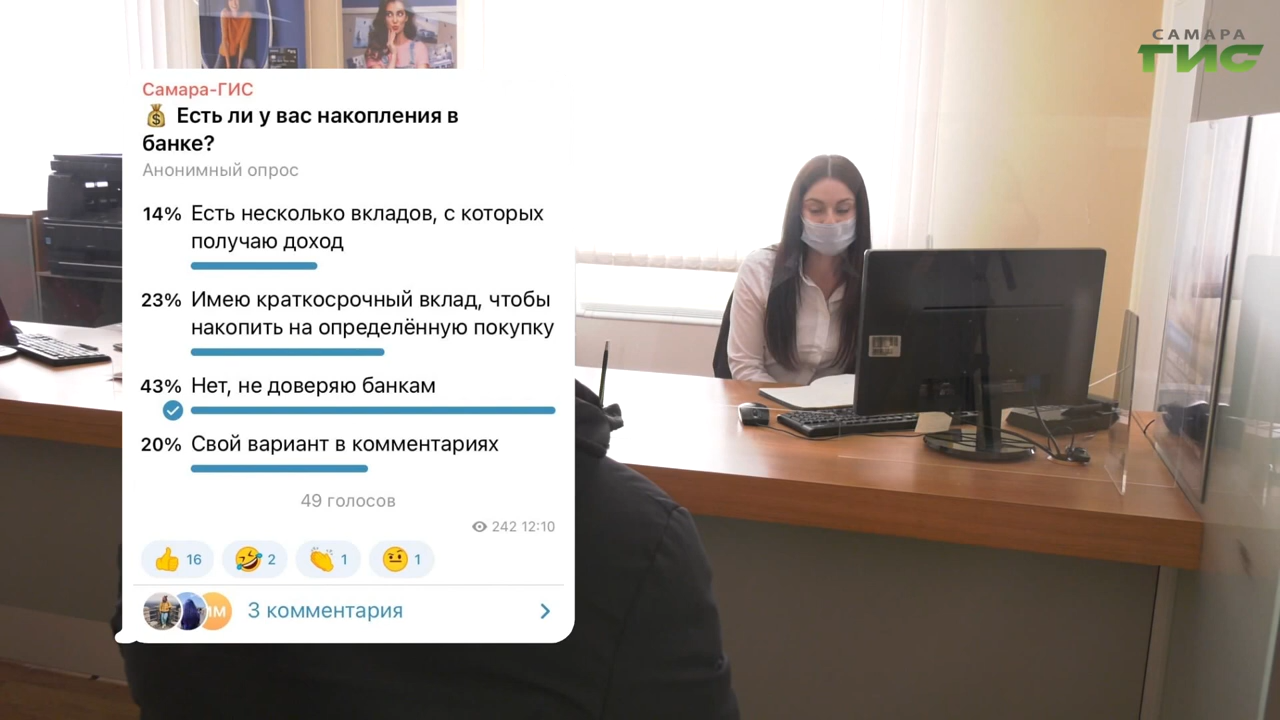 САМАРА
ГИС
Самара-ГИС
💰 Есть ли у вас накопления в
банке?
Анонимный опрос
14% Есть несколько вкладов, с которых
получаю доход
23% Имею краткосрочный вклад, чтобы
накопить на определённую покупку
43% Нет, не доверяю банкам
20% Свой вариант в комментариях
49 голосов
242 12:10
👍 16 🤣 2 👏 1 🤨 1
IM
3 комментария